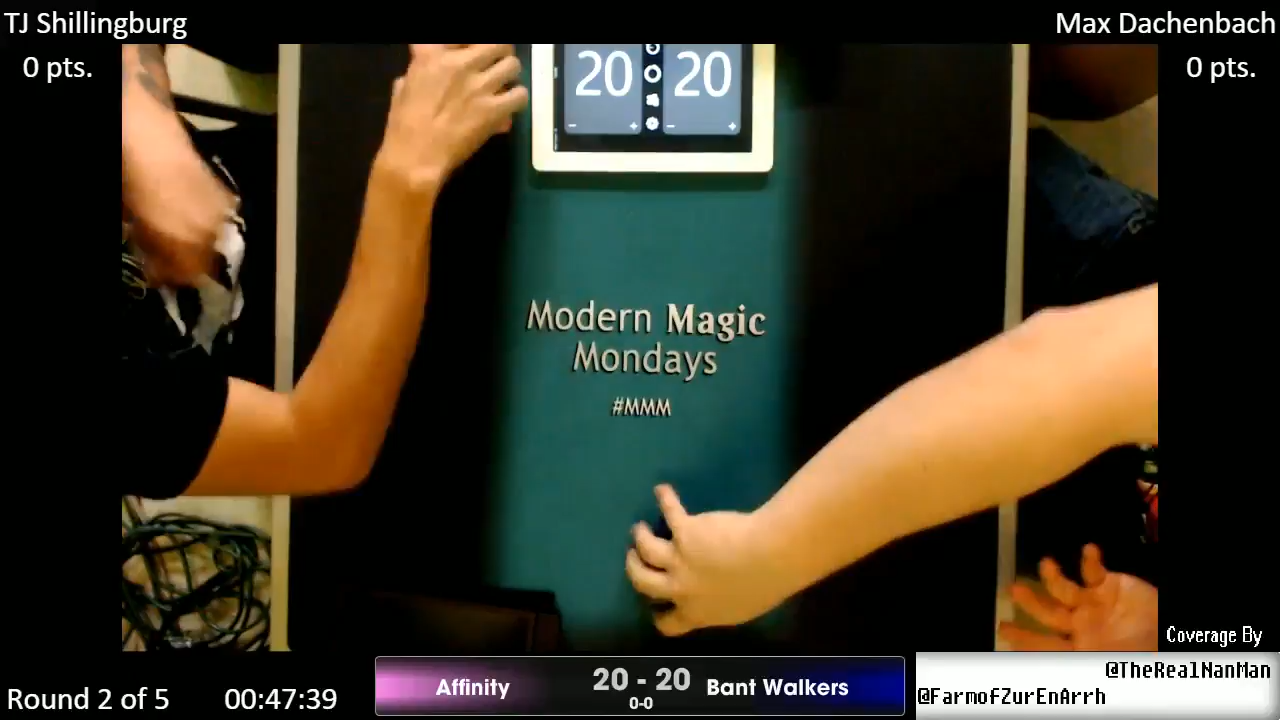 TJ Shillingburg
0 pts.
Max Dachenbach
0 pts.
20 20
- + - +
Modern Magic
Mondays
#MMM
Coverage By
@TheRealNanMan
@FarmofZurEnArrh
Round 2 of 5
00:47:39
Affinity
20 - 20
0-0
Bant Walkers